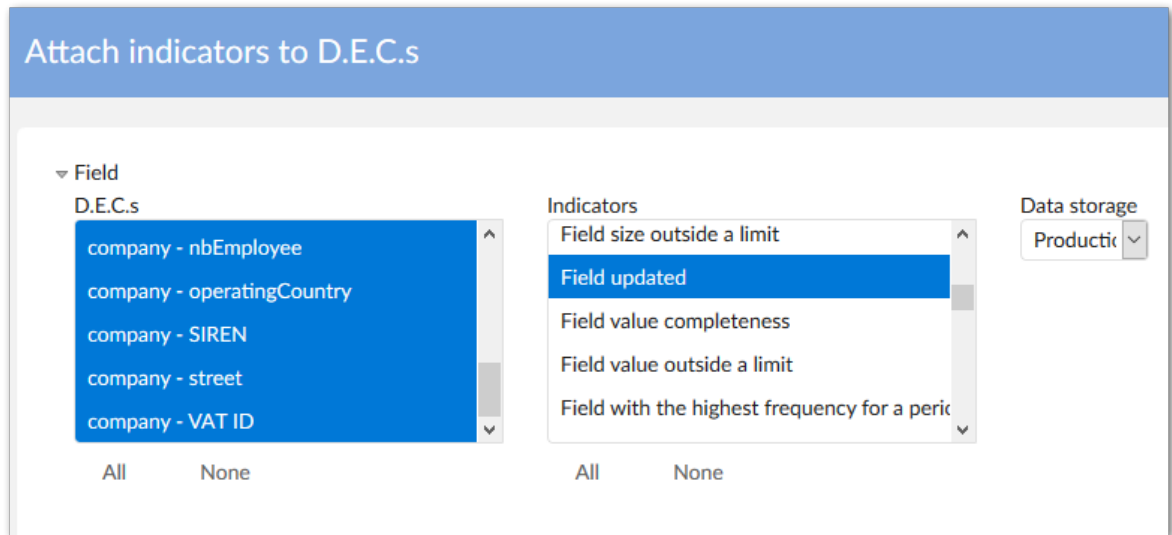 Attach indicators to D.E.C.s
Field
D.E.C.s
Indicators
Data storage
company - nbEmployee
company - operatingCountry
company - SIREN
company - street
company - VAT ID
Field size outside a limit
Field updated
Field value completeness
Field value outside a limit
Field with the highest frequency for a
Productic
All None
All None